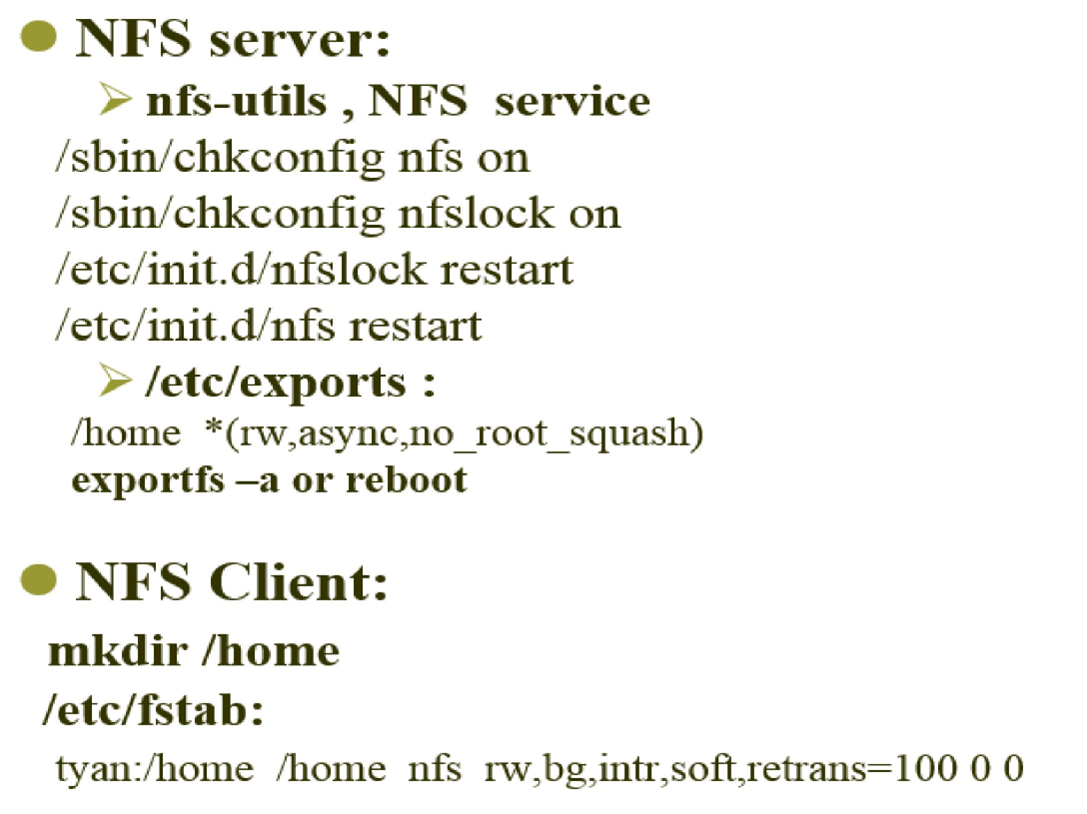 NFS server:
nfs-utils , NFS service
/sbin/chkconfig nfs on
/sbin/chkconfig nfslock on
/etc/init.d/nfslock restart
/etc/init.d/nfs restart
/etc/exports :
/home *(rw,async,no_root_squash)
exportfs –a or reboot
NFS Client:
mkdir /home
/etc/fstab:
tyan:/home /home nfs rw,bg,intr,soft,retrans=100 0 0